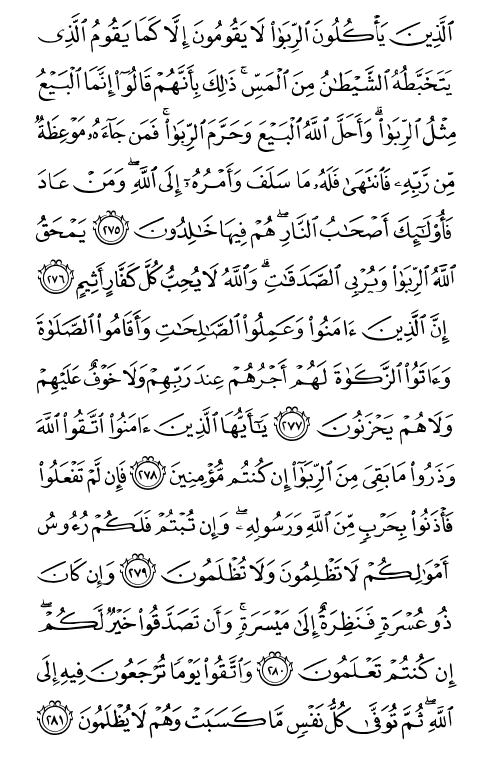 ٱلَّذِينَ يَأۡكُلُونَ ٱلرِّبَوٰاْ لَا يَقُومُونَ إِلَّا كَمَا يَقُومُ ٱلَّذِي
يَتَخَبَّطُهُ ٱلشَّيۡطَٰنُ مِنَ ٱلۡمَسِّۚ ذَٰلِكَ بِأَنَّهُمۡ قَالُوٓاْ إِنَّمَا ٱلۡبَيۡعُ
مِثۡلُ ٱلرِّبَوٰاْۗ وَأَحَلَّ ٱللَّهُ ٱلۡبَيۡعَ وَحَرَّمَ ٱلرِّبَوٰاْۚ فَمَن جَآءَهُۥ مَوۡعِظَةٞ
مِّن رَّبِّهِۦ فَٱنتَهَىٰ فَلَهُۥ مَا سَلَفَ وَأَمۡرُهُۥٓ إِلَى ٱللَّهِۖ وَمَنۡ عَادَ
فَأُوْلَٰٓئِكَ أَصۡحَٰبُ ٱلنَّارِۖ هُمۡ فِيهَا خَٰلِدُونَ ٢٧٥ يَمۡحَقُ
ٱللَّهُ ٱلرِّبَوٰاْ وَيُرۡبِي ٱلصَّدَقَٰتِۗ وَٱللَّهُ لَا يُحِبُّ كُلَّ كَفَّارٍ أَثِيمٍ ٢٧٦
إِنَّ ٱلَّذِينَ ءَامَنُواْ وَعَمِلُواْ ٱلصَّٰلِحَٰتِ وَأَقَامُواْ ٱلصَّلَوٰةَ
وَءَاتَوُاْ ٱلزَّكَوٰةَ لَهُمۡ أَجۡرُهُمۡ عِندَ رَبِّهِمۡ وَلَا خَوۡفٌ عَلَيۡهِمۡ
وَلَا هُمۡ يَحۡزَنُونَ ٢٧٧ يَٰٓأَيُّهَا ٱلَّذِينَ ءَامَنُواْ ٱتَّقُواْ ٱللَّهَ
وَذَرُواْ مَا بَقِيَ مِنَ ٱلرِّبَوٰٓاْ إِن كُنتُم مُّؤۡمِنِينَ ٢٧٨ فَإِن لَّمۡ تَفۡعَلُواْ
فَأۡذَنُواْ بِحَرۡبٖ مِّنَ ٱللَّهِ وَرَسُولِهِۦۖ وَإِن تُبۡتُمۡ فَلَكُمۡ رُءُوسُ
أَمۡوَٰلِكُمۡ لَا تَظۡلِمُونَ وَلَا تُظۡلَمُونَ ٢٧٩ وَإِن كَانَ
ذُو عُسۡرَةٖ فَنَظِرَةٌ إِلَىٰ مَيۡسَرَةٖۚ وَأَن تَصَدَّقُواْ خَيۡرٞ لَّكُمۡۖ
إِن كُنتُمۡ تَعۡلَمُونَ ٢٨٠ وَٱتَّقُواْ يَوۡمٗا تُرۡجَعُونَ فِيهِ إِلَى
ٱللَّهِۖ ثُمَّ تُوَفَّىٰ كُلُّ نَفۡسٖ مَّا كَسَبَتۡ وَهُمۡ لَا يُظۡلَمُونَ ٢٨١